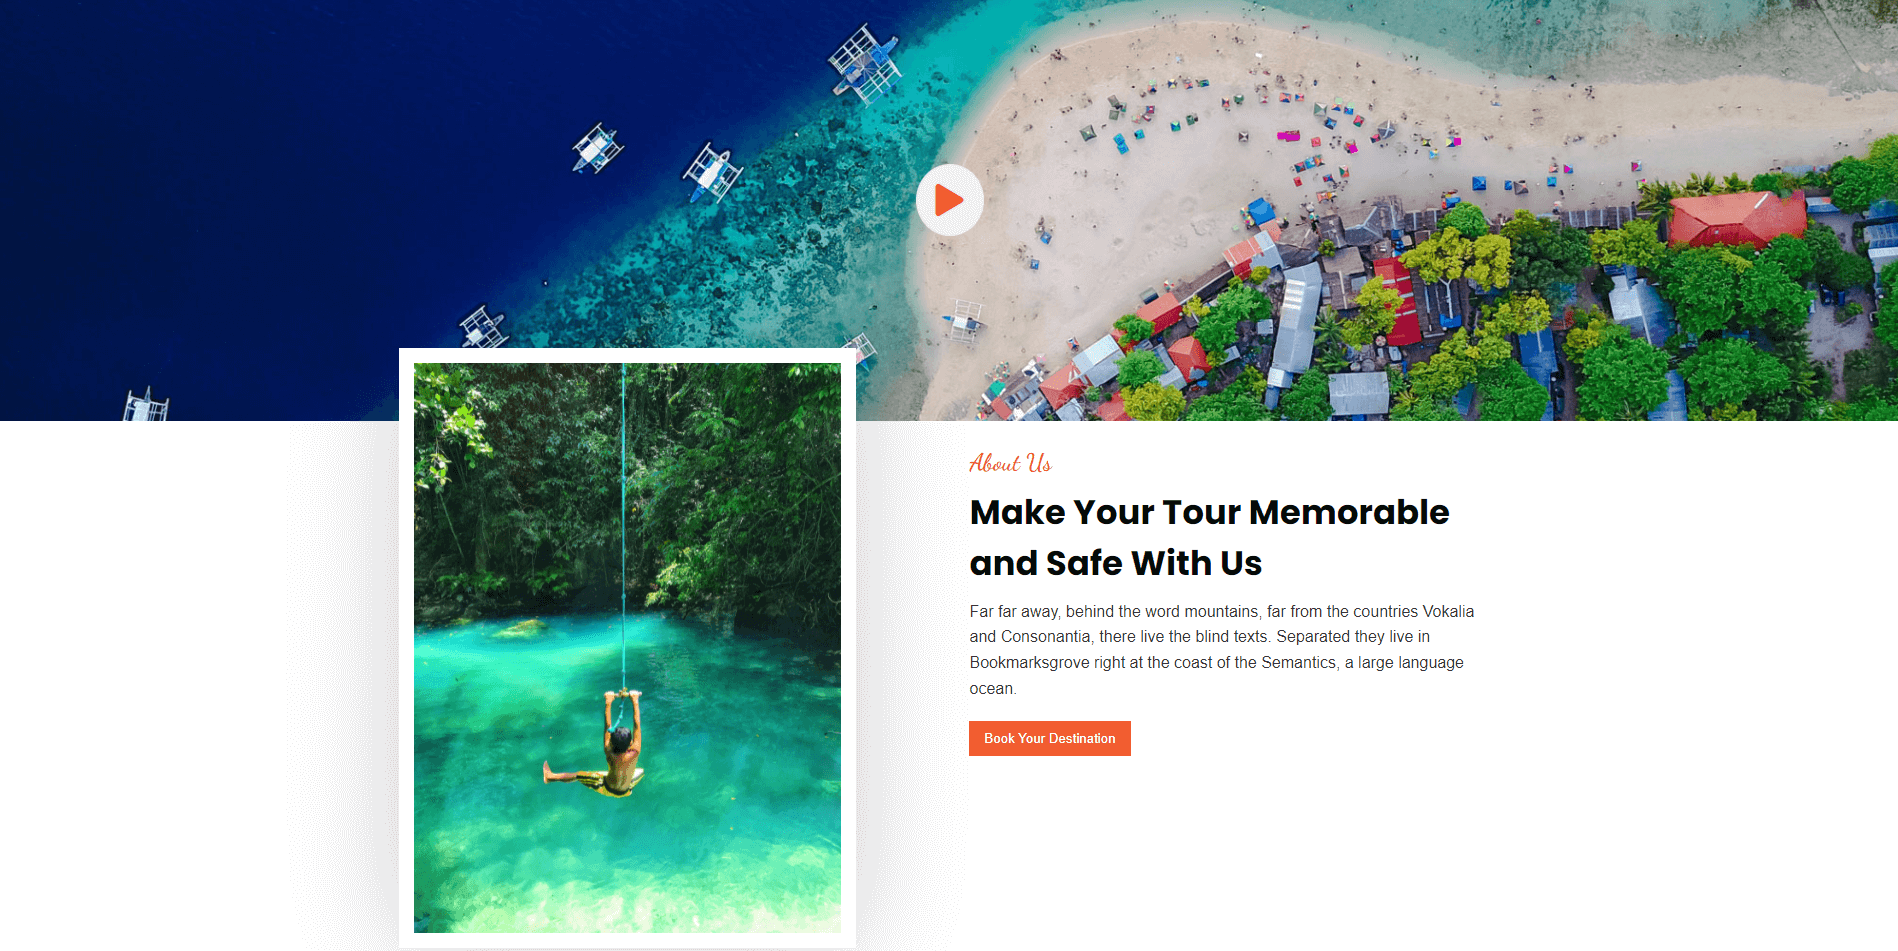 About Us
Make Your Tour Memorable
and Safe With Us
Far far away, behind the word mountains, far from the countries Vokalia
and Consonantia, there live the blind texts. Separated they live in
Bookmarksgrove right at the coast of the Semantics, a large language
ocean.
Book Your Destination